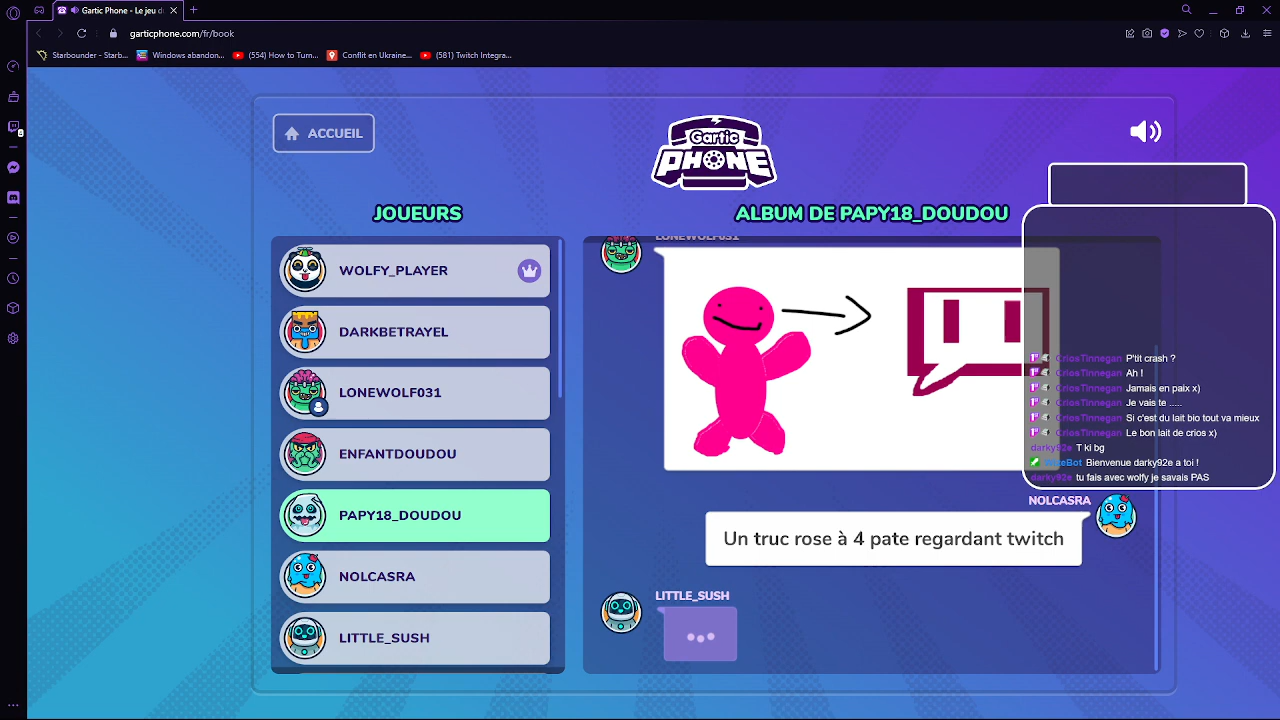 Gartic Phone - Le jeu d
garticphone.com/fr/book
Starbounder - Starb...
Windows abandon...
(554) How to Turn...
Conflit en Ukraine...
(581) Twitch Integra...
ACCUEIL
Gartic
PHONE
JOUEURS
WOLFY_PLAYER
DARKBETRAYEL
LONEWOLF031
ENFANTDOUDOU
PAPY18_DOUDOU
NOLCASRA
LITTLE_SUSH
ALBUM DE PAPY18_DOUDOU
LONEWOLF031
NOLCASRA
Un truc rose à 4 pate regardant twitch
LITTLE_SUSH
CriosTinnegan P'tit crash ?
CriosTinnegan Ah !
CriosTinnegan Jamais en paix x)
CriosTinnegan Je vais te .....
CriosTinnegan Si c'est du lait bio tout va mieux
CriosTinnegan Le bon lait de crios x)
darky92e T ki bg
Bienvenue darky92e a toi !
darky92e tu fais avec wolfy je savais PAS